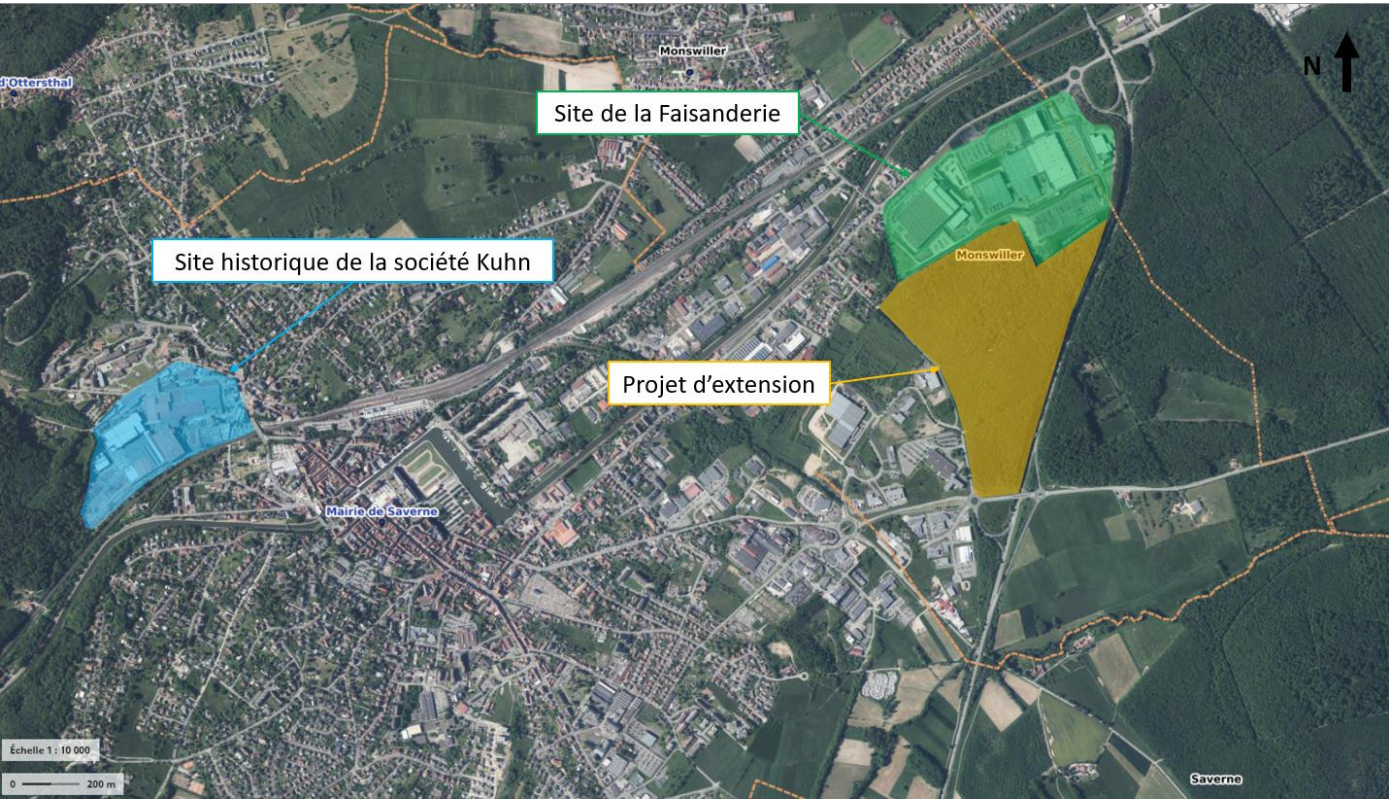 Monswiller
N
d'Ottersthal
Site de la Faisanderie
Site historique de la société Kuhn
Monswiller
Projet d'extension
Mairie de Saverne
Échelle 1 : 10 000
0 200 m
Saverne